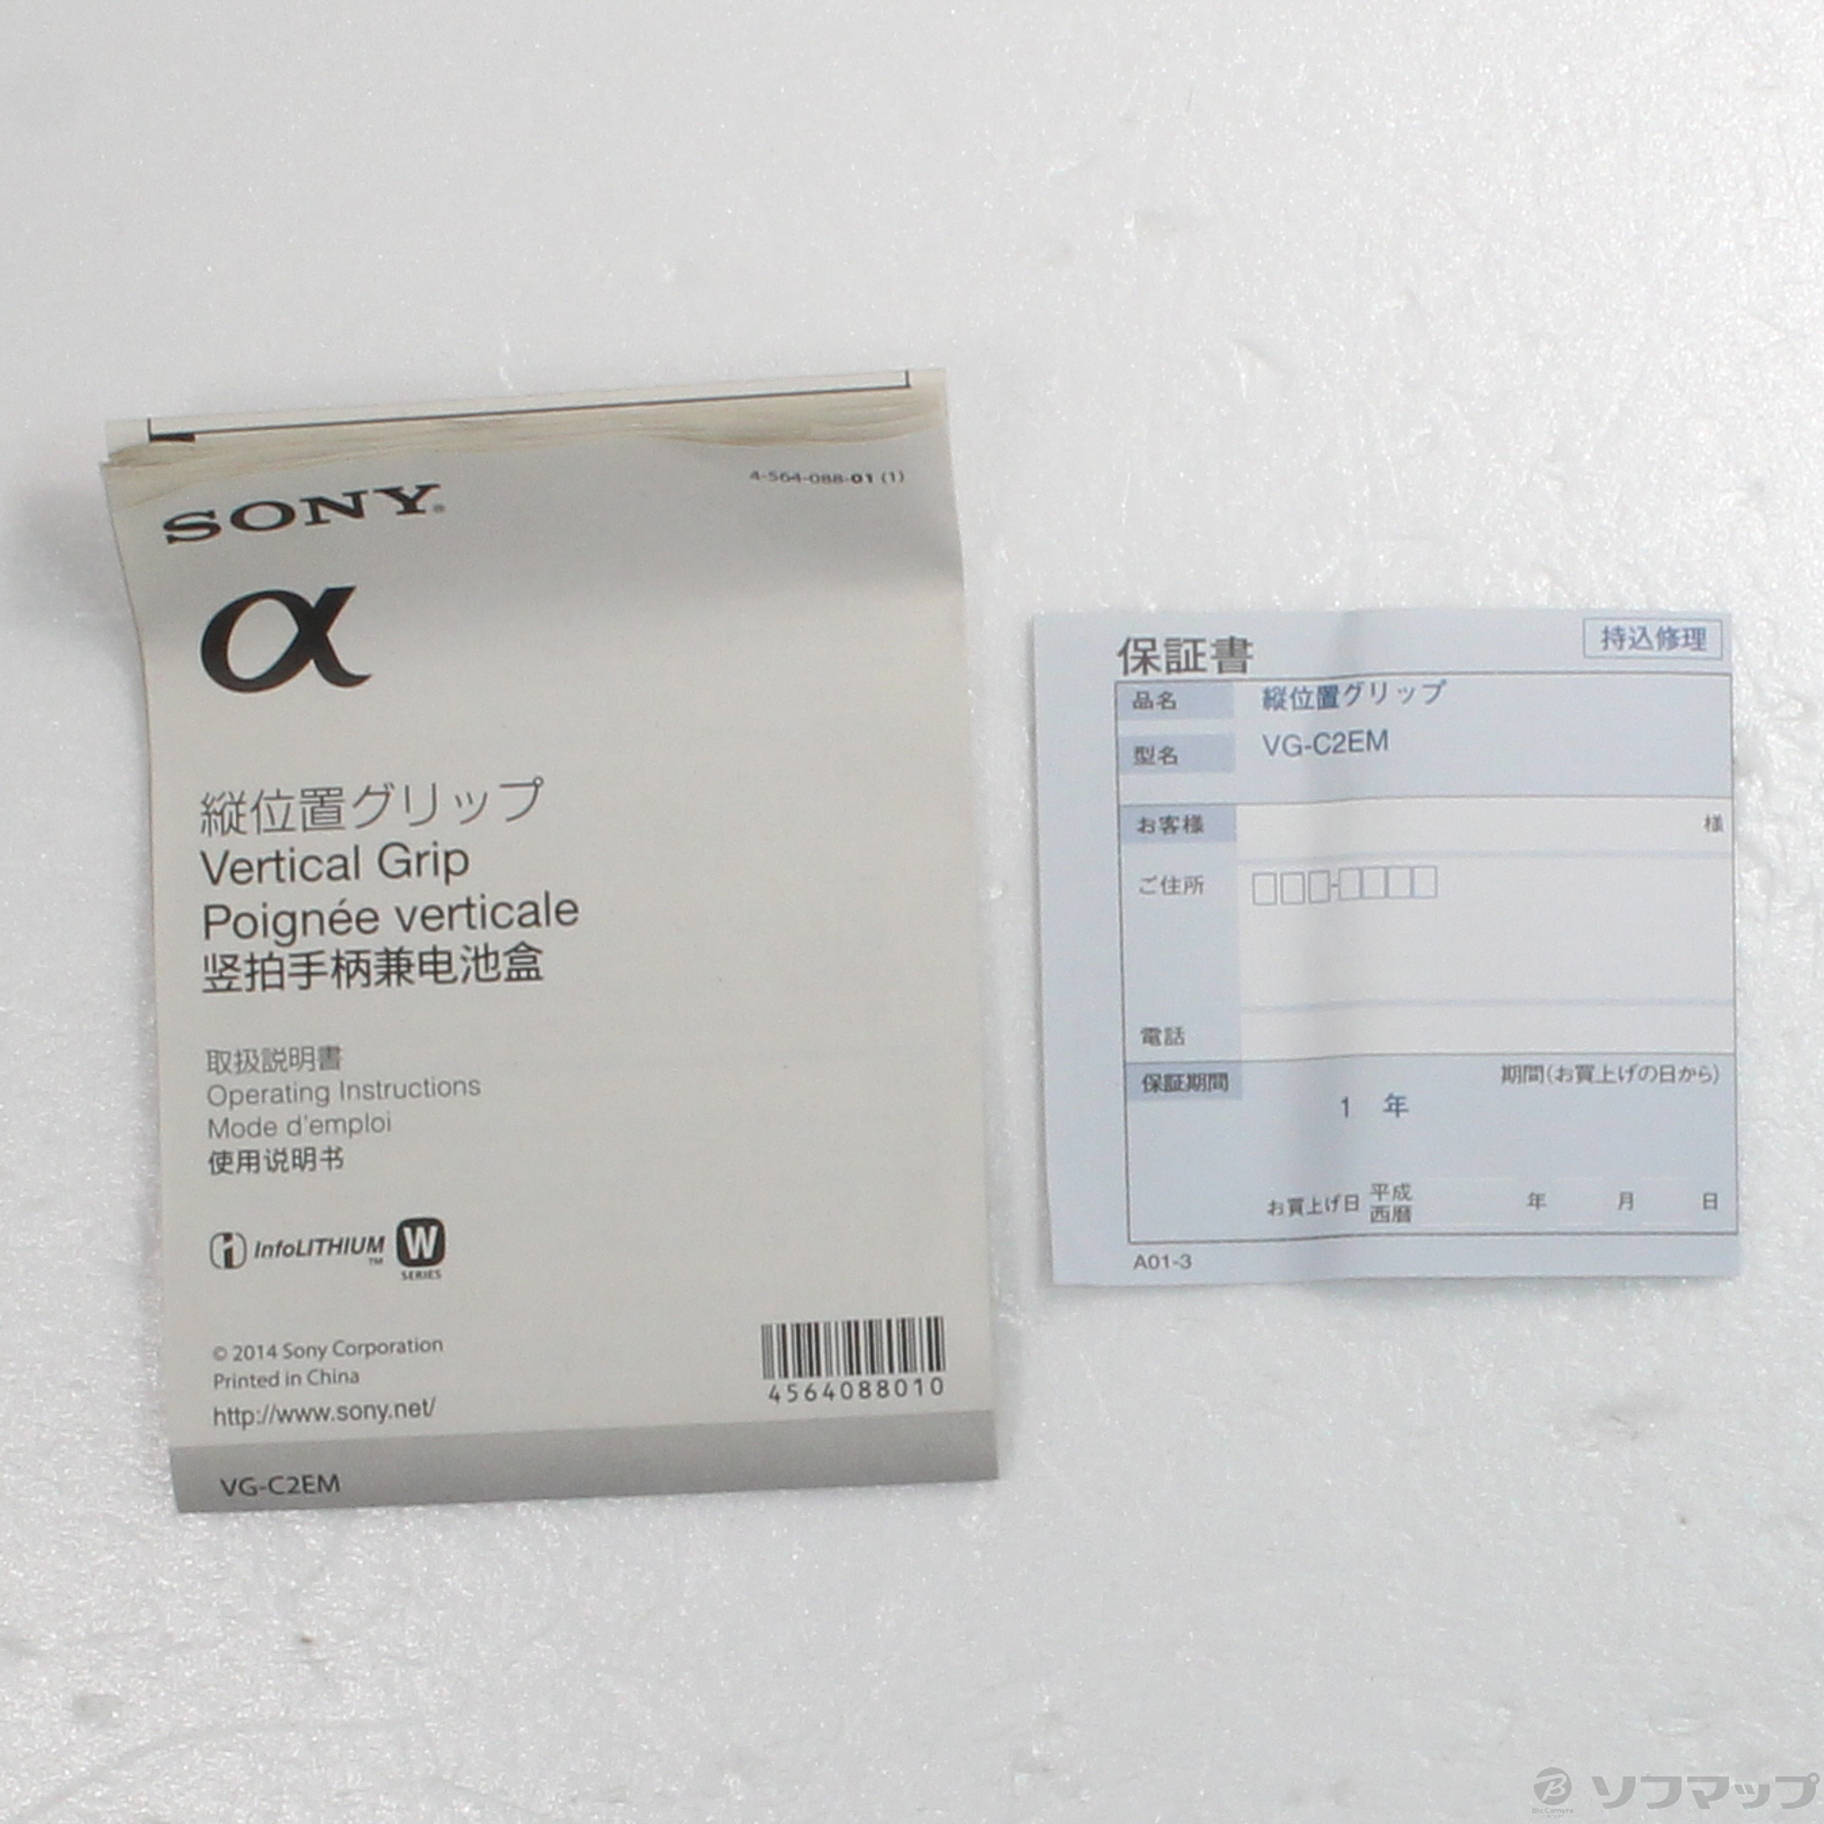 4-564-088-01 (1)
SONY®
α
縦位置グリップ
Vertical Grip
Poignée verticale
竖拍手柄兼电池盒
取扱説明書
Operating Instructions
Mode d'emploi
使用说明书
i InfoLITHIUM™ W SERIES
© 2014 Sony Corporation
Printed in China
http://www.sony.net/
4564088010
VG-C2EM
保証書
持込修理
品名 縦位置グリップ
型名 VG-C2EM
お客様 様
ご住所
電話
保証期間 期間(お買上げの日から)
1 年
お買上げ日 平成 西暦 年 月 日
A01-3
B BicCamera ソフマップ